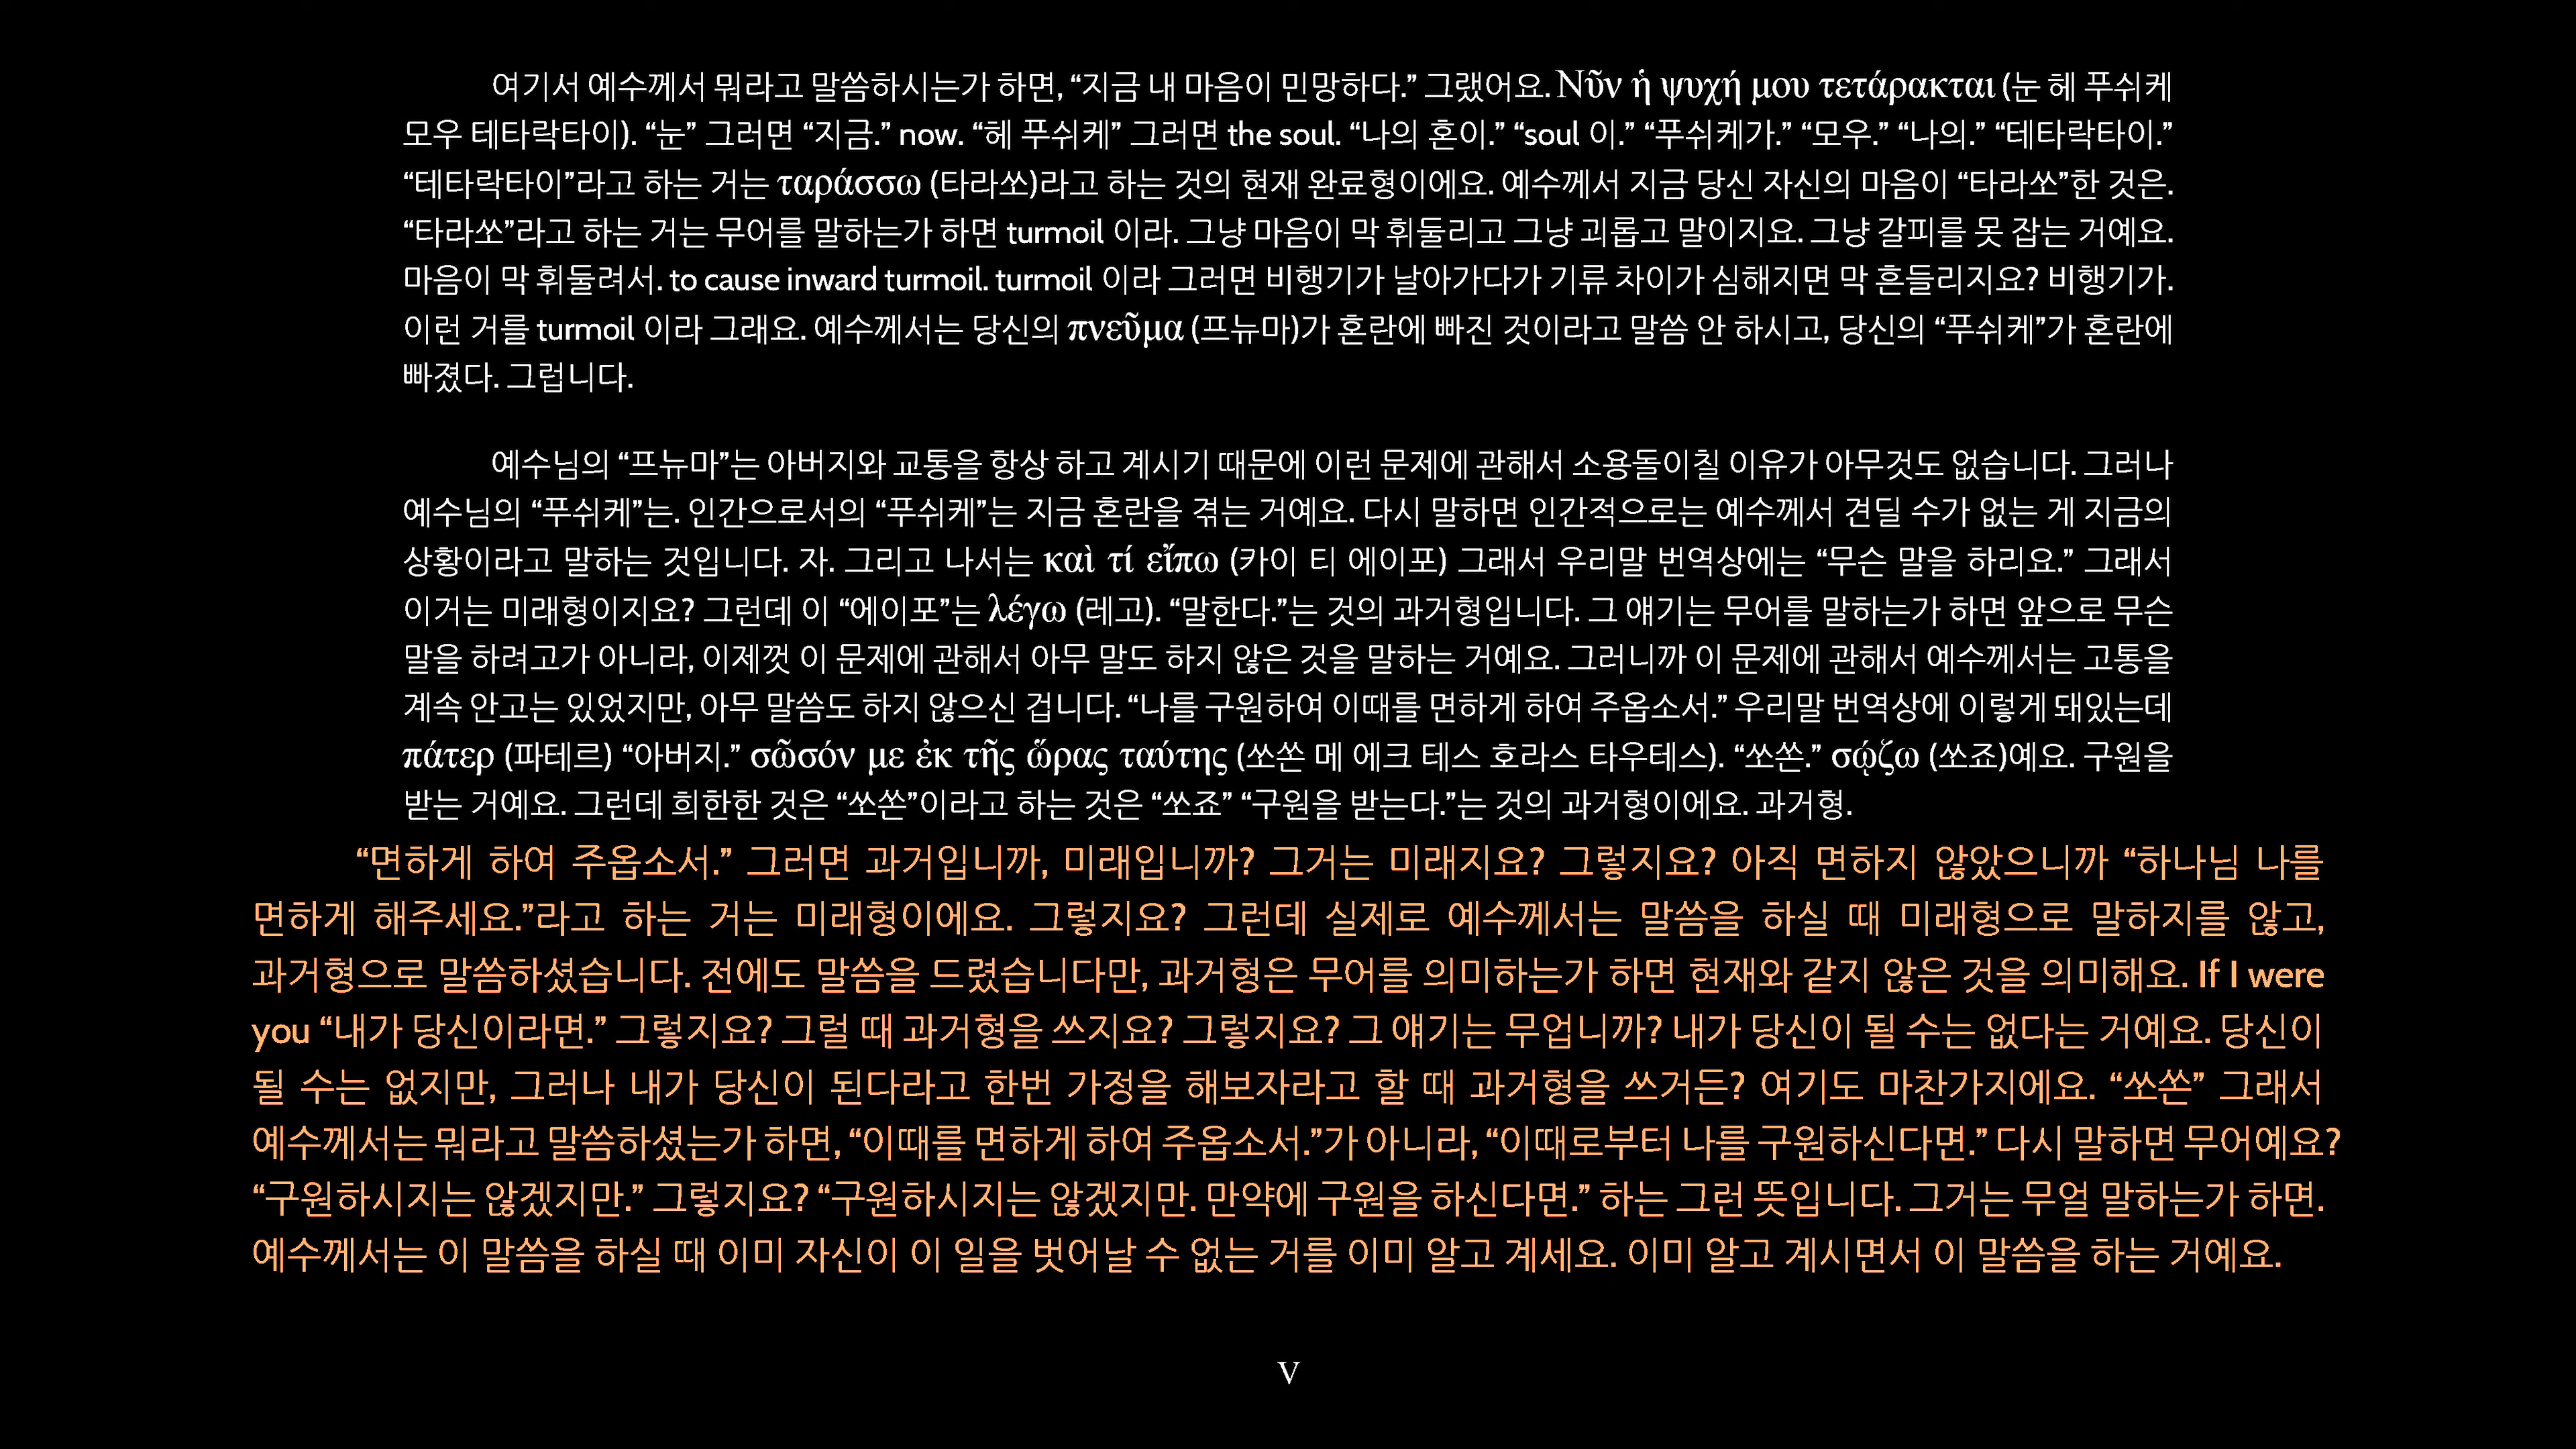 여기서 예수께서 뭐라고 말씀하시는가 하면, “지금 내 마음이 민망하다.” 그랬어요. Νῦν ἡ ψυχή μου τετάρακται (눈 헤 푸쉬케
모우 테타락타이). “눈” 그러면 “지금.” now. “헤 푸쉬케” 그러면 the soul. “나의 혼이.” “soul 이.” “푸쉬케가.” “모우.” “나의.” “테타락타이.”
“테타락타이”라고 하는 거는 ταράσσω (타라쏘)라고 하는 것의 현재 완료형이에요. 예수께서 지금 당신 자신의 마음이 “타라쏘”한 것은.
“타라쏘”라고 하는 거는 무어를 말하는가 하면 turmoil 이라. 그냥 마음이 막 휘둘리고 그냥 괴롭고 말이지요. 그냥 갈피를 못 잡는 거예요.
마음이 막 휘둘려서. to cause inward turmoil. turmoil 이라 그러면 비행기가 날아가다가 기류 차이가 심해지면 막 흔들리지요? 비행기가.
이런 거를 turmoil 이라 그래요. 예수께서는 당신의 πνεῦμα (프뉴마)가 혼란에 빠진 것이라고 말씀 안 하시고, 당신의 “푸쉬케”가 혼란에
빠졌다. 그럽니다.
예수님의 “프뉴마”는 아버지와 교통을 항상 하고 계시기 때문에 이런 문제에 관해서 소용돌이칠 이유가 아무것도 없습니다. 그러나
예수님의 “푸쉬케”는. 인간으로서의 “푸쉬케”는 지금 혼란을 겪는 거예요. 다시 말하면 인간적으로는 예수께서 견딜 수가 없는 게 지금의
상황이라고 말하는 것입니다. 자. 그리고 나서는 καὶ τί εἴπω (카이 티 에이포) 그래서 우리말 번역상에는 “무슨 말을 하리요.” 그래서
이거는 미래형이지요? 그런데 이 “에이포”는 λέγω (레고). “말한다.”는 것의 과거형입니다. 그 얘기는 무어를 말하는가 하면 앞으로 무슨
말을 하려고가 아니라, 이제껏 이 문제에 관해서 아무 말도 하지 않은 것을 말하는 거예요. 그러니까 이 문제에 관해서 예수께서는 고통을
계속 안고는 있었지만, 아무 말씀도 하지 않으신 겁니다. “나를 구원하여 이때를 면하게 하여 주옵소서.” 우리말 번역상에 이렇게 돼있는데
πάτερ (파테르) “아버지.” σῶσόν με ἐκ τῆς ὥρας ταύτης (쏘쏜 메 에크 테스 호라스 타우테스). “쏘쏜.” σῴζω (쏘죠)예요. 구원을
받는 거예요. 그런데 희한한 것은 “쏘쏜”이라고 하는 것은 “쏘죠” “구원을 받는다.”는 것의 과거형이에요. 과거형.
“면하게 하여 주옵소서.” 그러면 과거입니까, 미래입니까? 그거는 미래지요? 그렇지요? 아직 면하지 않았으니까 “하나님 나를
면하게 해주세요.”라고 하는 거는 미래형이에요. 그렇지요? 그런데 실제로 예수께서는 말씀을 하실 때 미래형으로 말하지를 않고,
과거형으로 말씀하셨습니다. 전에도 말씀을 드렸습니다만, 과거형은 무어를 의미하는가 하면 현재와 같지 않은 것을 의미해요. If I were
you “내가 당신이라면.” 그렇지요? 그럴 때 과거형을 쓰지요? 그렇지요? 그 얘기는 무업니까? 내가 당신이 될 수는 없다는 거예요. 당신이
될 수는 없지만, 그러나 내가 당신이 된다라고 한번 가정을 해보자라고 할 때 과거형을 쓰거든? 여기도 마찬가지에요. “쏘쏜” 그래서
예수께서는 뭐라고 말씀하셨는가 하면, “이때를 면하게 하여 주옵소서.”가 아니라, “이때로부터 나를 구원하신다면.” 다시 말하면 무어예요?
“구원하시지는 않겠지만.” 그렇지요? “구원하시지는 않겠지만. 만약에 구원을 하신다면.” 하는 그런 뜻입니다. 그거는 무얼 말하는가 하면.
예수께서는 이 말씀을 하실 때 이미 자신이 이 일을 벗어날 수 없는 거를 이미 알고 계세요. 이미 알고 계시면서 이 말씀을 하는 거예요.
V